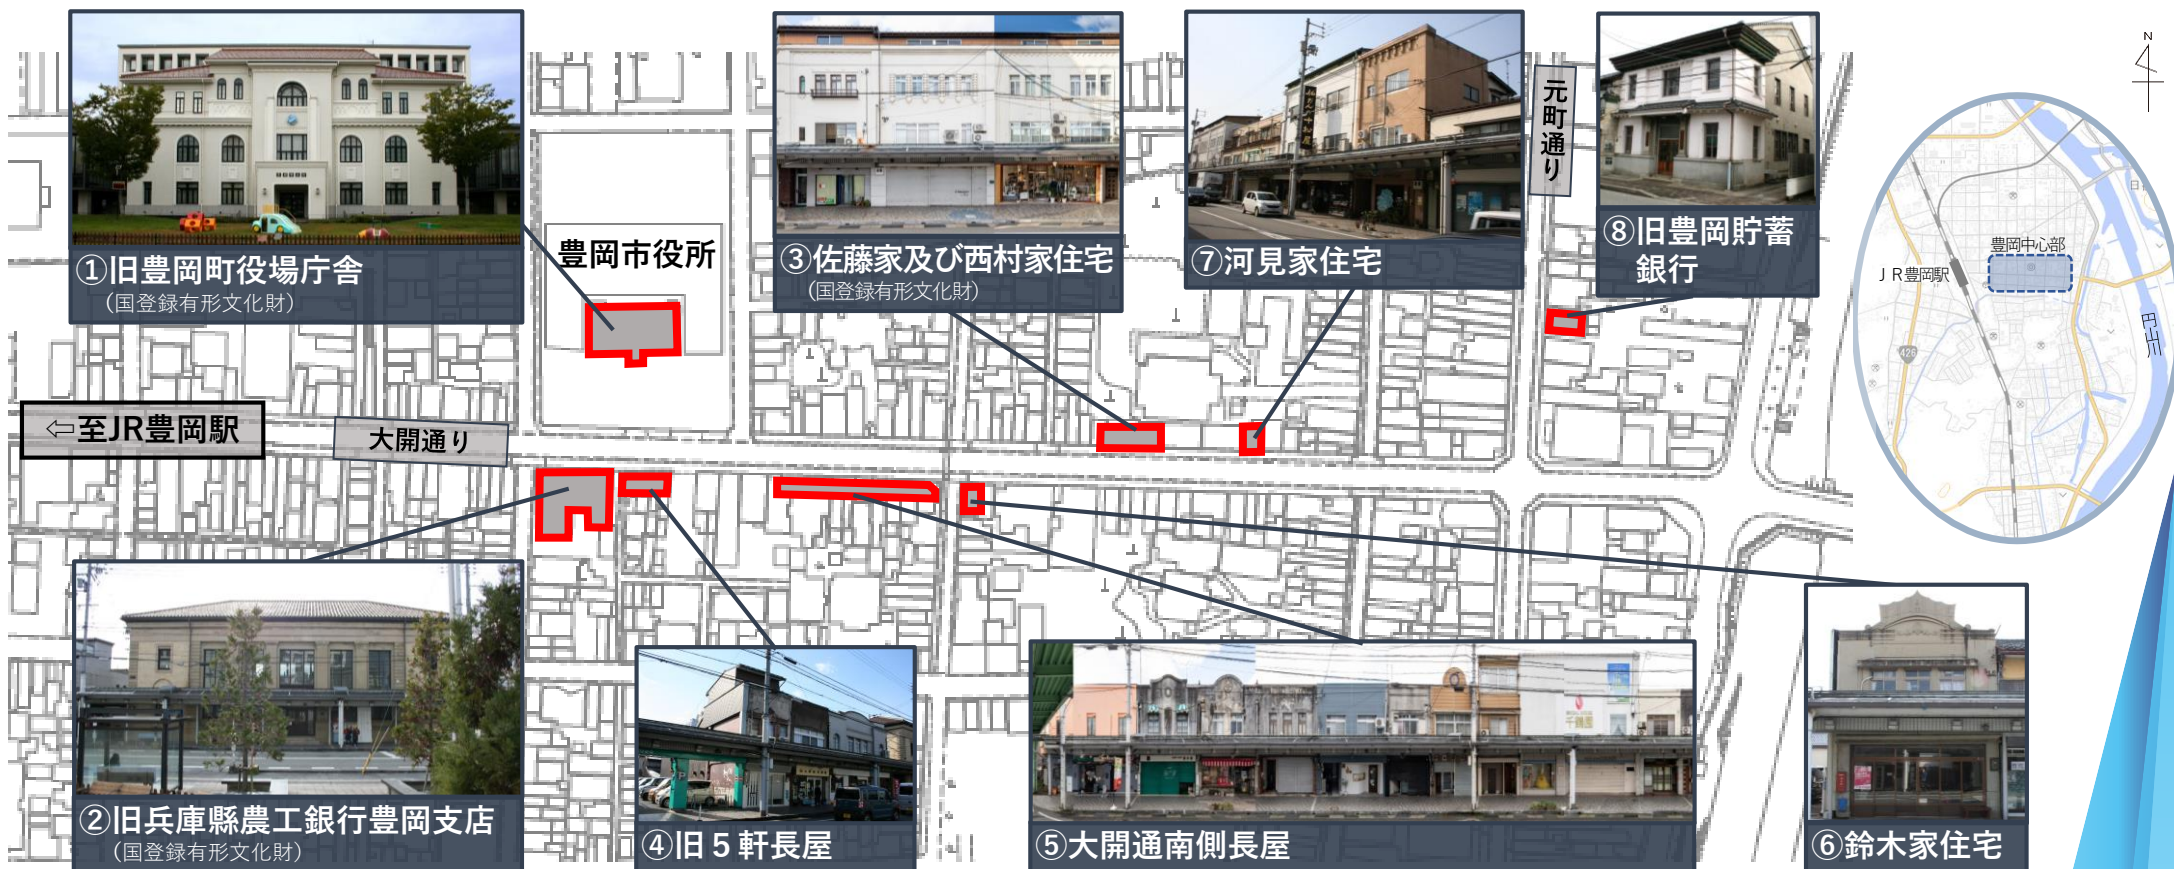 ①旧豊岡町役場庁舎
(国登録有形文化財)
豊岡市役所
③佐藤家及び西村家住宅
(国登録有形文化財)
⑦河見家住宅
元町通り
⑧旧豊岡貯蓄
銀行
N
豊岡中心部
JR豊岡駅
円山川
426
⇦至JR豊岡駅
大開通り
②旧兵庫縣農工銀行豊岡支店
(国登録有形文化財)
④旧5軒長屋
⑤大開通南側長屋
⑥鈴木家住宅